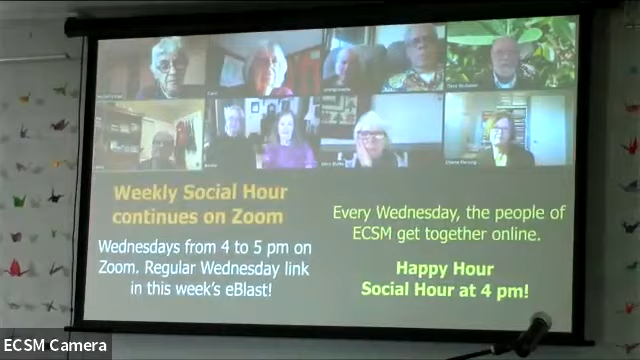 Weekly Social Hour
continues on Zoom
Wednesdays from 4 to 5 pm on
Zoom. Regular Wednesday link
in this week's eBlast!
Every Wednesday, the people of
ECSM get together online.
Happy Hour
Social Hour at 4 pm!
ECSM Camera